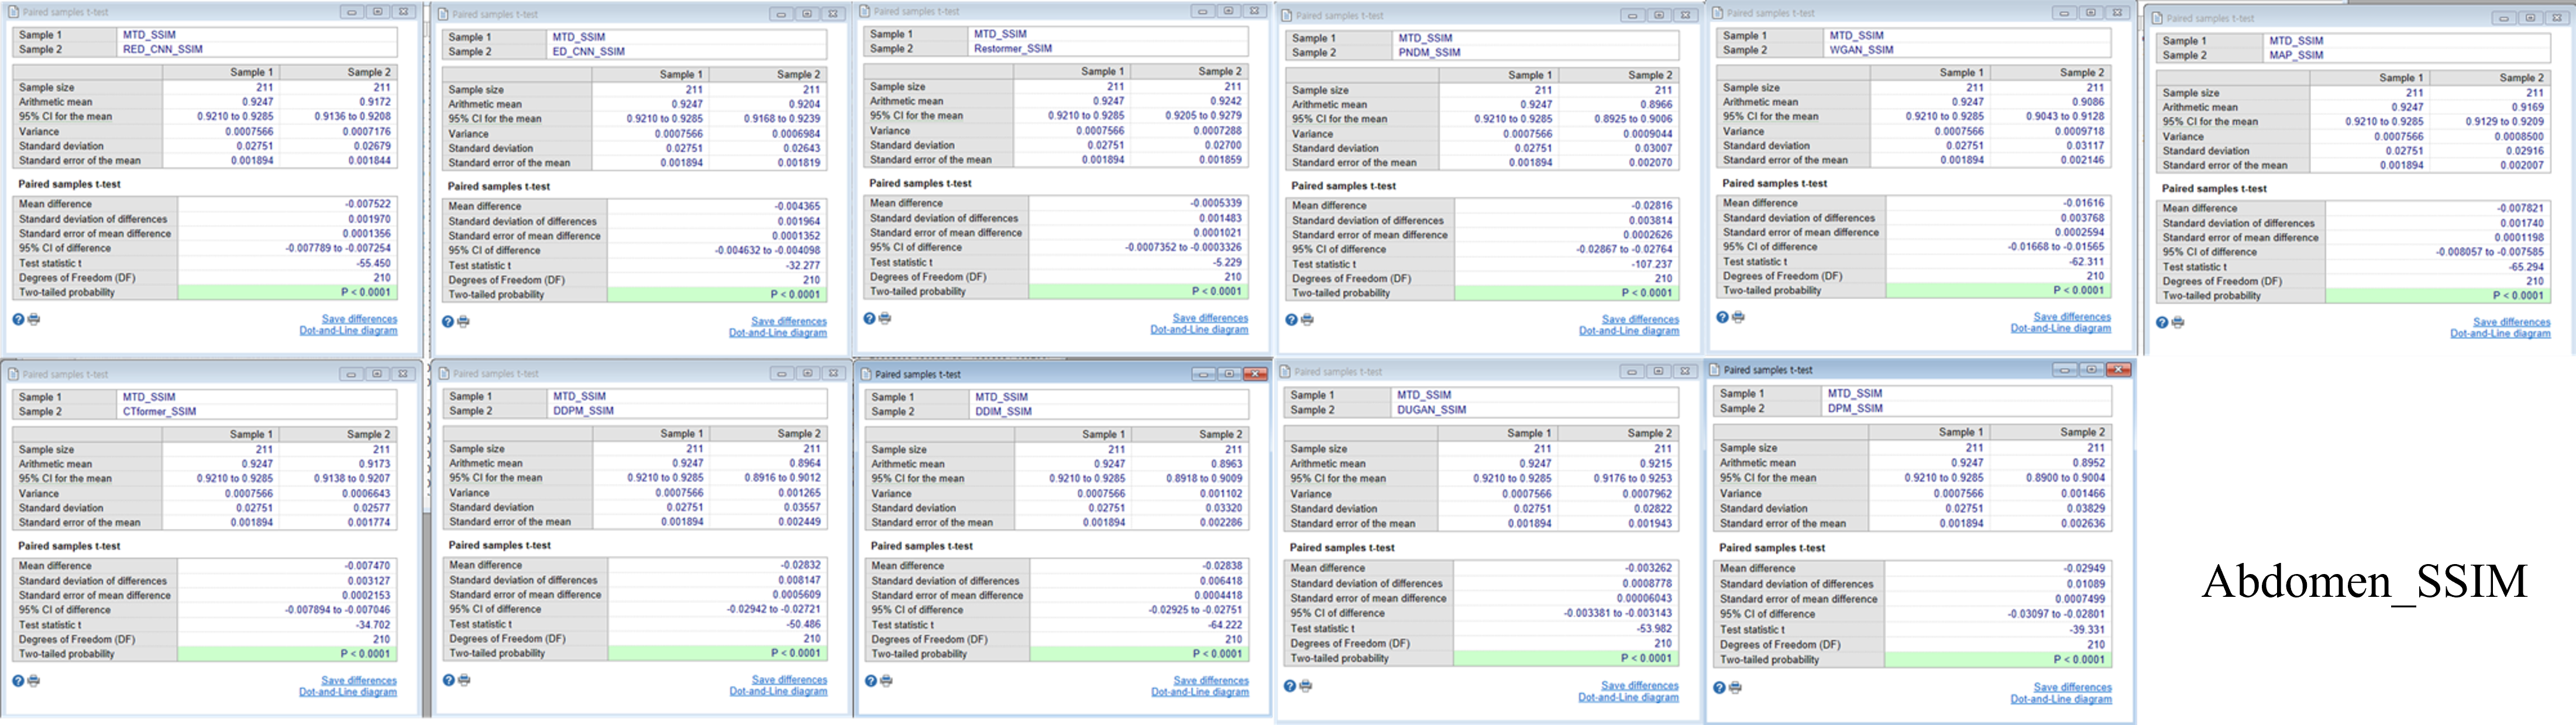 Paired samples t-test
Sample 1 MTD_SSIM
Sample 2 RED_CNN_SSIM
Sample 1 Sample 2
Sample size 211 211
Arithmetic mean 0.9247 0.9172
95% CI for the mean 0.9210 to 0.9285 0.9136 to 0.9208
Variance 0.0007566 0.0007176
Standard deviation 0.02751 0.02679
Standard error of the mean 0.001894 0.001844
Paired samples t-test
Mean difference -0.007522
Standard deviation of differences 0.001970
Standard error of mean difference 0.0001356
95% CI of difference -0.007789 to -0.007254
Test statistic t -55.450
Degrees of Freedom (DF) 210
Two-tailed probability P < 0.0001
Save differences
Dot-and-Line diagram
Paired samples t-test
Sample 1 MTD_SSIM
Sample 2 ED_CNN_SSIM
Sample 1 Sample 2
Sample size 211 211
Arithmetic mean 0.9247 0.9204
95% CI for the mean 0.9210 to 0.9285 0.9168 to 0.9239
Variance 0.0007566 0.0006984
Standard deviation 0.02751 0.02643
Standard error of the mean 0.001894 0.001819
Paired samples t-test
Mean difference -0.004365
Standard deviation of differences 0.001964
Standard error of mean difference 0.0001352
95% CI of difference -0.004632 to -0.004098
Test statistic t -32.277
Degrees of Freedom (DF) 210
Two-tailed probability P < 0.0001
Save differences
Dot-and-Line diagram
Paired samples t-test
Sample 1 MTD_SSIM
Sample 2 Restormer_SSIM
Sample 1 Sample 2
Sample size 211 211
Arithmetic mean 0.9247 0.9242
95% CI for the mean 0.9210 to 0.9285 0.9205 to 0.9279
Variance 0.0007566 0.0007288
Standard deviation 0.02751 0.02700
Standard error of the mean 0.001894 0.001859
Paired samples t-test
Mean difference -0.0005339
Standard deviation of differences 0.001483
Standard error of mean difference 0.0001021
95% CI of difference -0.0007352 to -0.0003326
Test statistic t -5.229
Degrees of Freedom (DF) 210
Two-tailed probability P < 0.0001
Save differences
Dot-and-Line diagram
Paired samples t-test
Sample 1 MTD_SSIM
Sample 2 PNDM_SSIM
Sample 1 Sample 2
Sample size 211 211
Arithmetic mean 0.9247 0.8966
95% CI for the mean 0.9210 to 0.9285 0.8925 to 0.9006
Variance 0.0007566 0.0009044
Standard deviation 0.02751 0.03007
Standard error of the mean 0.001894 0.002070
Paired samples t-test
Mean difference -0.02816
Standard deviation of differences 0.003814
Standard error of mean difference 0.0002626
95% CI of difference -0.02867 to -0.02764
Test statistic t -107.237
Degrees of Freedom (DF) 210
Two-tailed probability P < 0.0001
Save differences
Dot-and-Line diagram
Paired samples t-test
Sample 1 MTD_SSIM
Sample 2 WGAN_SSIM
Sample 1 Sample 2
Sample size 211 211
Arithmetic mean 0.9247 0.9086
95% CI for the mean 0.9210 to 0.9285 0.9043 to 0.9128
Variance 0.0007566 0.0009718
Standard deviation 0.02751 0.03117
Standard error of the mean 0.001894 0.002146
Paired samples t-test
Mean difference -0.01616
Standard deviation of differences 0.003768
Standard error of mean difference 0.0002594
95% CI of difference -0.01668 to -0.01565
Test statistic t -62.311
Degrees of Freedom (DF) 210
Two-tailed probability P < 0.0001
Save differences
Dot-and-Line diagram
Paired samples t-test
Sample 1 MTD_SSIM
Sample 2 MAP_SSIM
Sample 1 Sample 2
Sample size 211 211
Arithmetic mean 0.9247 0.9169
95% CI for the mean 0.9210 to 0.9285 0.9129 to 0.9209
Variance 0.0007566 0.0008500
Standard deviation 0.02751 0.02916
Standard error of the mean 0.001894 0.002007
Paired samples t-test
Mean difference -0.007821
Standard deviation of differences 0.001740
Standard error of mean difference 0.0001198
95% CI of difference -0.008057 to -0.007585
Test statistic t -65.294
Degrees of Freedom (DF) 210
Two-tailed probability P < 0.0001
Save differences
Dot-and-Line diagram
Paired samples t-test
Sample 1 MTD_SSIM
Sample 2 CTformer_SSIM
Sample 1 Sample 2
Sample size 211 211
Arithmetic mean 0.9247 0.9173
95% CI for the mean 0.9210 to 0.9285 0.9138 to 0.9207
Variance 0.0007566 0.0006643
Standard deviation 0.02751 0.02577
Standard error of the mean 0.001894 0.001774
Paired samples t-test
Mean difference -0.007470
Standard deviation of differences 0.003127
Standard error of mean difference 0.0002153
95% CI of difference -0.007894 to -0.007046
Test statistic t -34.702
Degrees of Freedom (DF) 210
Two-tailed probability P < 0.0001
Save differences
Dot-and-Line diagram
Paired samples t-test
Sample 1 MTD_SSIM
Sample 2 DDPM_SSIM
Sample 1 Sample 2
Sample size 211 211
Arithmetic mean 0.9247 0.8964
95% CI for the mean 0.9210 to 0.9285 0.8916 to 0.9012
Variance 0.0007566 0.001265
Standard deviation 0.02751 0.03557
Standard error of the mean 0.001894 0.002449
Paired samples t-test
Mean difference -0.02832
Standard deviation of differences 0.008147
Standard error of mean difference 0.0005609
95% CI of difference -0.02942 to -0.02721
Test statistic t -50.486
Degrees of Freedom (DF) 210
Two-tailed probability P < 0.0001
Save differences
Dot-and-Line diagram
Paired samples t-test
Sample 1 MTD_SSIM
Sample 2 DDIM_SSIM
Sample 1 Sample 2
Sample size 211 211
Arithmetic mean 0.9247 0.8963
95% CI for the mean 0.9210 to 0.9285 0.8918 to 0.9009
Variance 0.0007566 0.001102
Standard deviation 0.02751 0.03320
Standard error of the mean 0.001894 0.002286
Paired samples t-test
Mean difference -0.02838
Standard deviation of differences 0.006418
Standard error of mean difference 0.0004418
95% CI of difference -0.02925 to -0.02751
Test statistic t -64.222
Degrees of Freedom (DF) 210
Two-tailed probability P < 0.0001
Save differences
Dot-and-Line diagram
Paired samples t-test
Sample 1 MTD_SSIM
Sample 2 DUGAN_SSIM
Sample 1 Sample 2
Sample size 211 211
Arithmetic mean 0.9247 0.9215
95% CI for the mean 0.9210 to 0.9285 0.9176 to 0.9253
Variance 0.0007566 0.0007962
Standard deviation 0.02751 0.02822
Standard error of the mean 0.001894 0.001943
Paired samples t-test
Mean difference -0.003262
Standard deviation of differences 0.0008778
Standard error of mean difference 0.00006043
95% CI of difference -0.003381 to -0.003143
Test statistic t -53.982
Degrees of Freedom (DF) 210
Two-tailed probability P < 0.0001
Save differences
Dot-and-Line diagram
Paired samples t-test
Sample 1 MTD_SSIM
Sample 2 DPM_SSIM
Sample 1 Sample 2
Sample size 211 211
Arithmetic mean 0.9247 0.8952
95% CI for the mean 0.9210 to 0.9285 0.8900 to 0.9004
Variance 0.0007566 0.001466
Standard deviation 0.02751 0.03829
Standard error of the mean 0.001894 0.002636
Paired samples t-test
Mean difference -0.02949
Standard deviation of differences 0.01089
Standard error of mean difference 0.0007499
95% CI of difference -0.03097 to -0.02801
Test statistic t -39.331
Degrees of Freedom (DF) 210
Two-tailed probability P < 0.0001
Save differences
Dot-and-Line diagram
Abdomen_SSIM